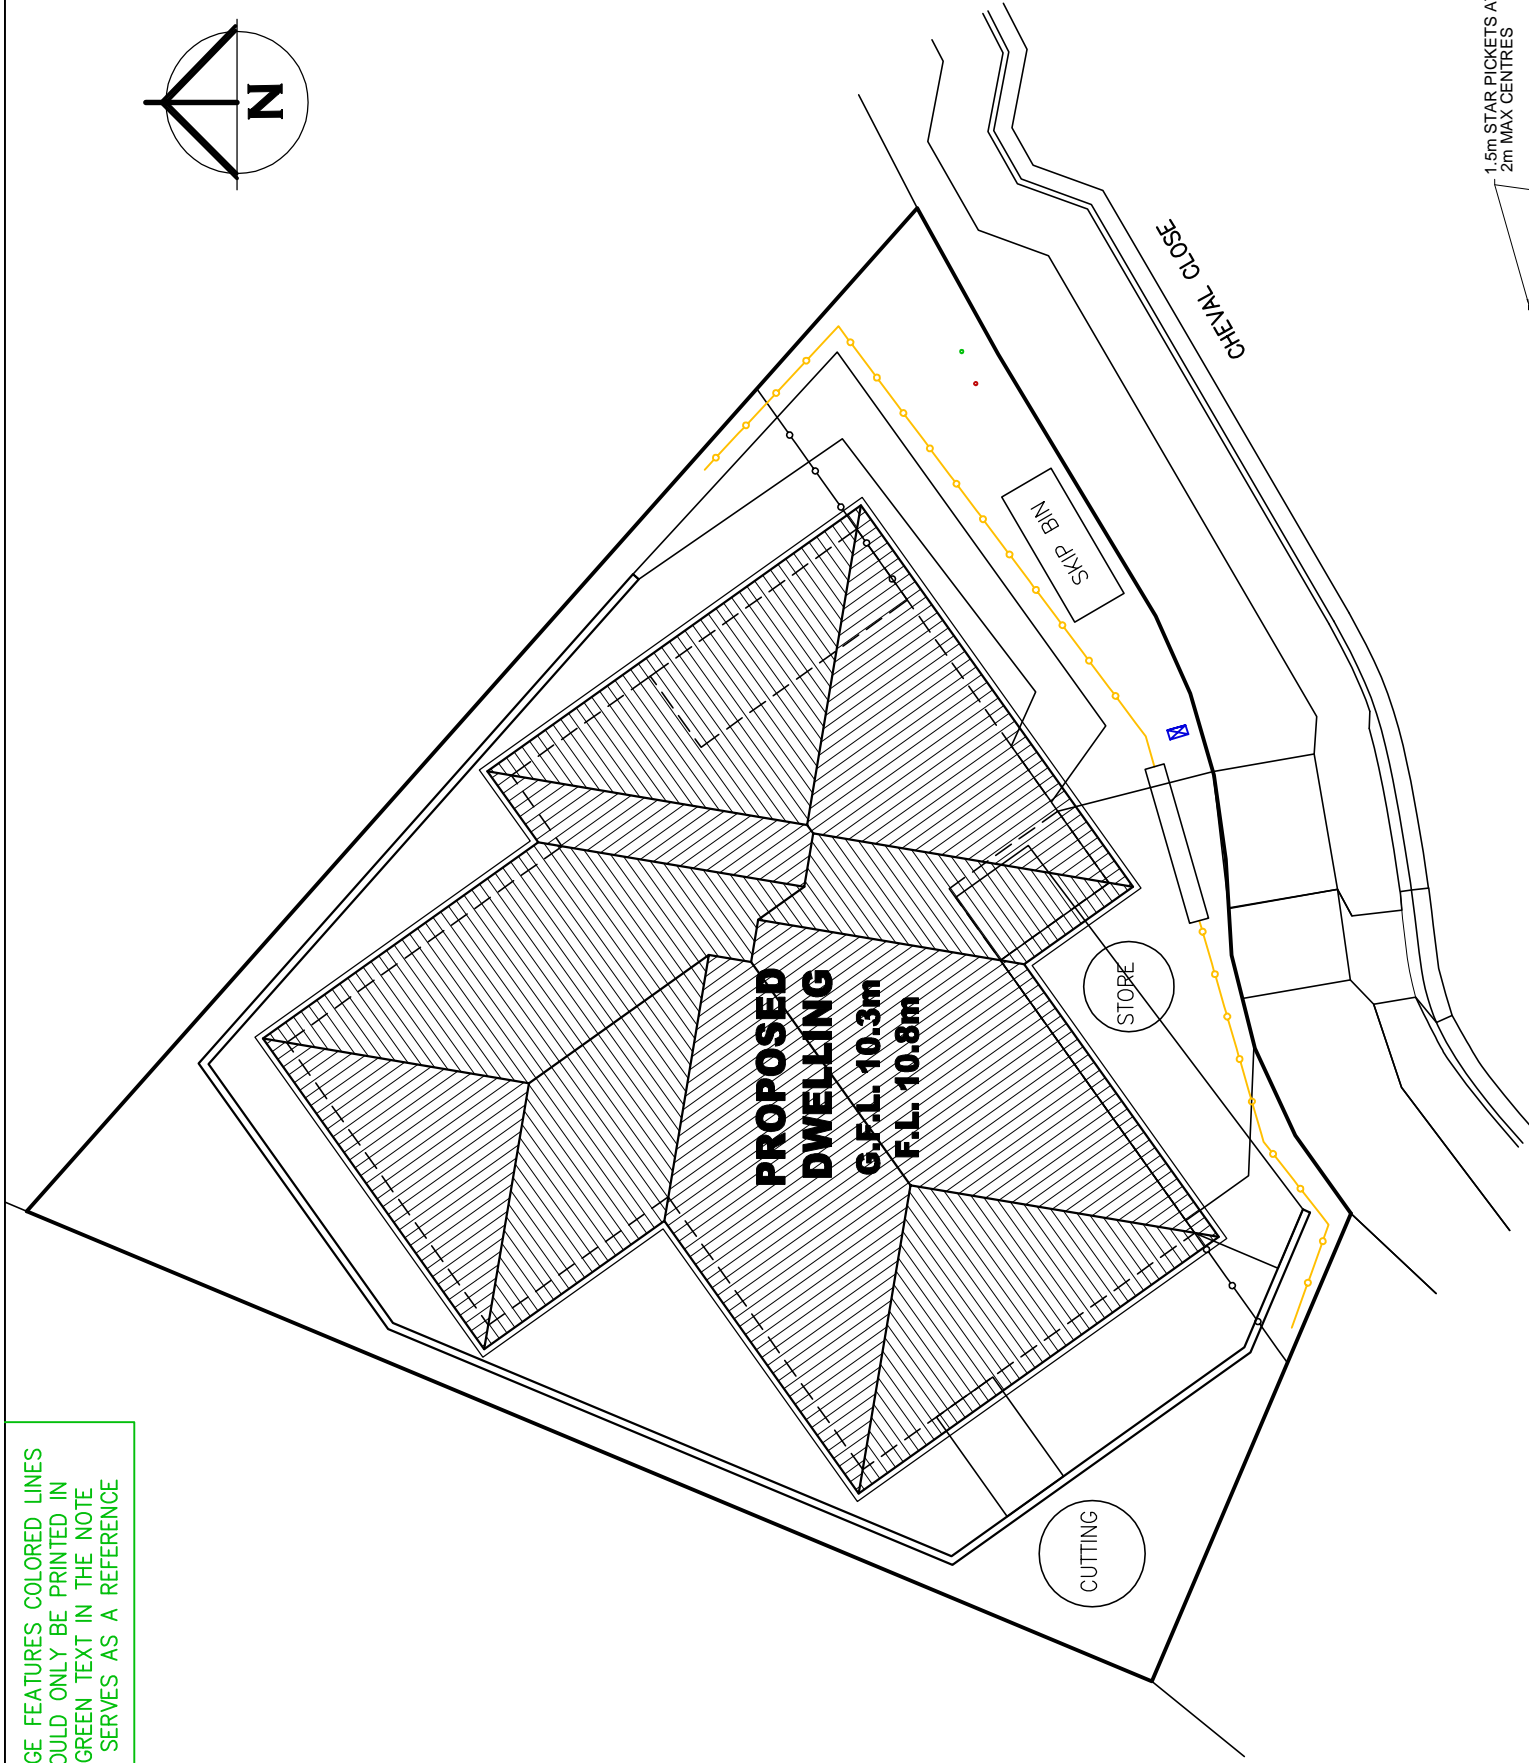 GE FEATURES COLORED LINES
OULD ONLY BE PRINTED IN
GREEN TEXT IN THE NOTE
SERVES AS A REFERENCE
N
PROPOSED
DWELLING
G.F.L. 10.3m
F.L. 10.8m
CUTTING
STORE
SKIP BIN
CHEVAL CLOSE
1.5m STAR PICKETS A
2m MAX CENTRES